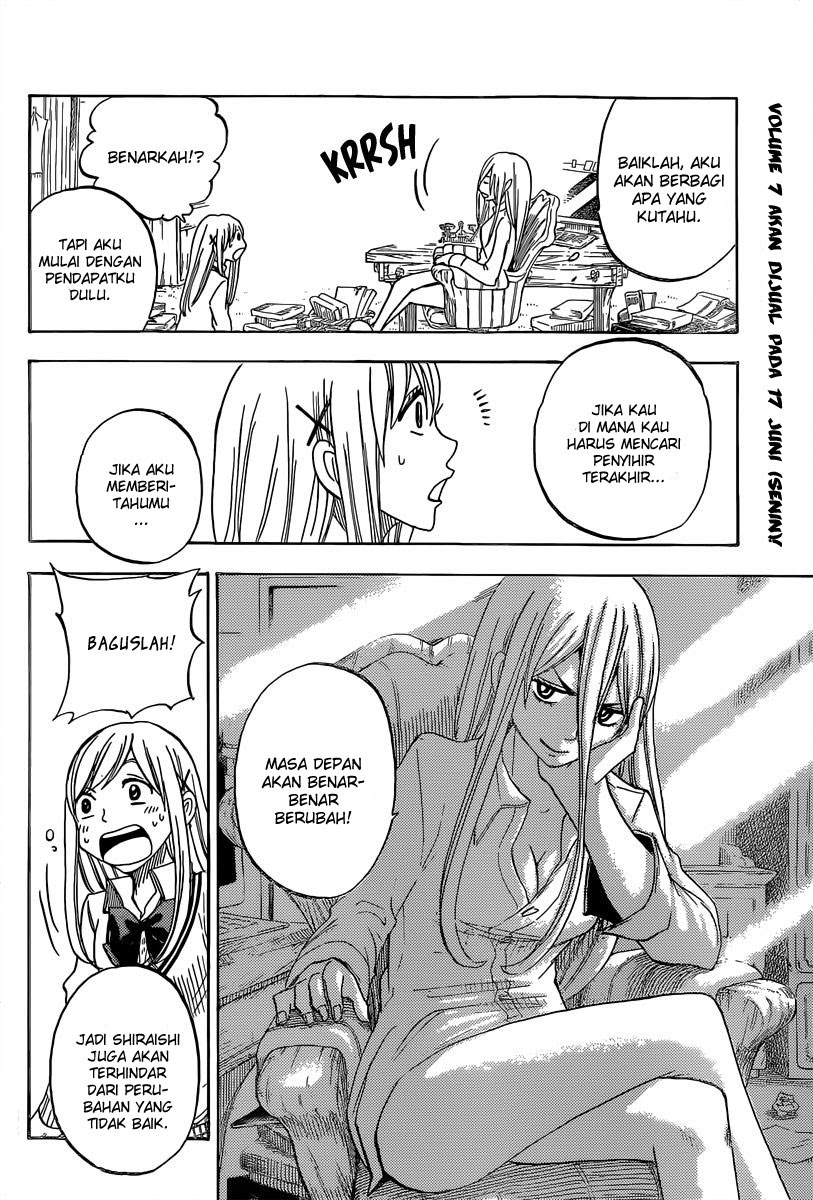 VOLUME 7 AKAN DIJUAL PADA 17 JUNI (SENIN)!
BAIKLAH, AKU
AKAN BERBAGI
APA YANG
KUTAHU.
KRRSH
BENARKAH!?
TAPI AKU
MULAI DENGAN
PENDAPATKU
DULU.
JIKA KAU
DI MANA KAU
HARUS MENCARI
PENYIHIR
TERAKHIR...
JIKA AKU
MEMBERI-
TAHUMU
...
MASA DEPAN
AKAN BENAR-
BENAR
BERUBAH!
BAGUSLAH!
JADI SHIRAISHI
JUGA AKAN
TERHINDAR
DARI PERU-
BAHAN YANG
TIDAK BAIK.